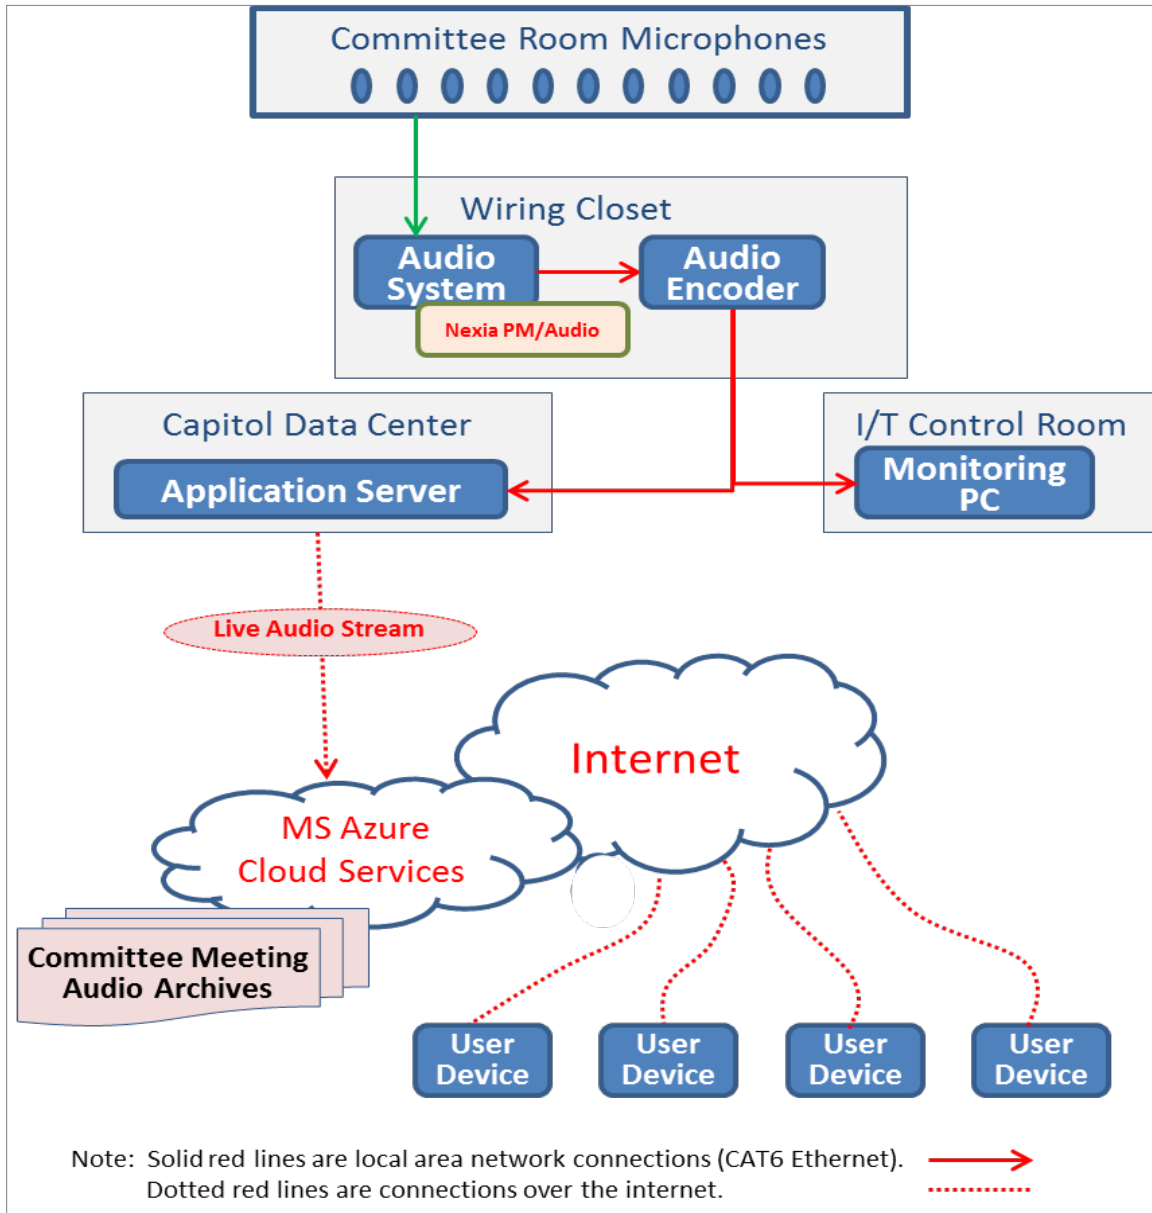 Committee Room Microphones
Wiring Closet
Audio
System
Audio
Encoder
Nexia PM/Audio
Capitol Data Center
Application Server
I/T Control Room
Monitoring
PC
Live Audio Stream
Internet
MS Azure
Cloud Services
Committee Meeting
Audio Archives
User
Device
User
Device
User
Device
User
Device
Note: Solid red lines are local area network connections (CAT6 Ethernet).
Dotted red lines are connections over the internet.